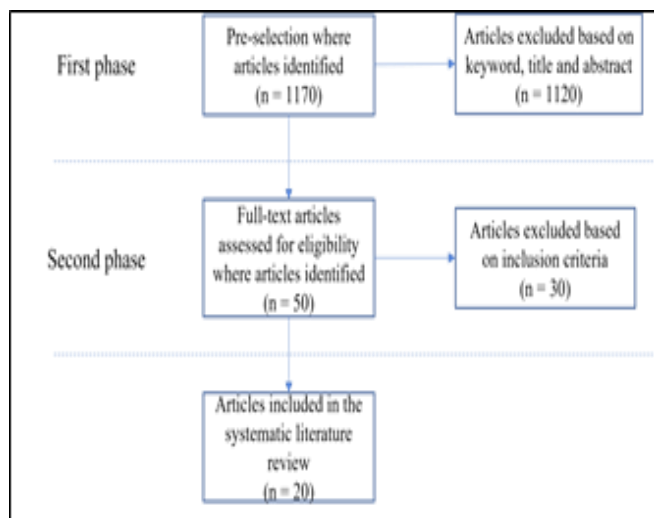 First phase
Pre-selection where
articles identified
(n = 1170)
Articles excluded based on
keyword, title and abstract
(n = 1120)
Second phase
Full-text articles
assessed for eligibility
where articles identified
(n = 50)
Articles excluded based
on inclusion criteria
(n = 30)
Articles included in the
systematic literature
review
(n = 20)